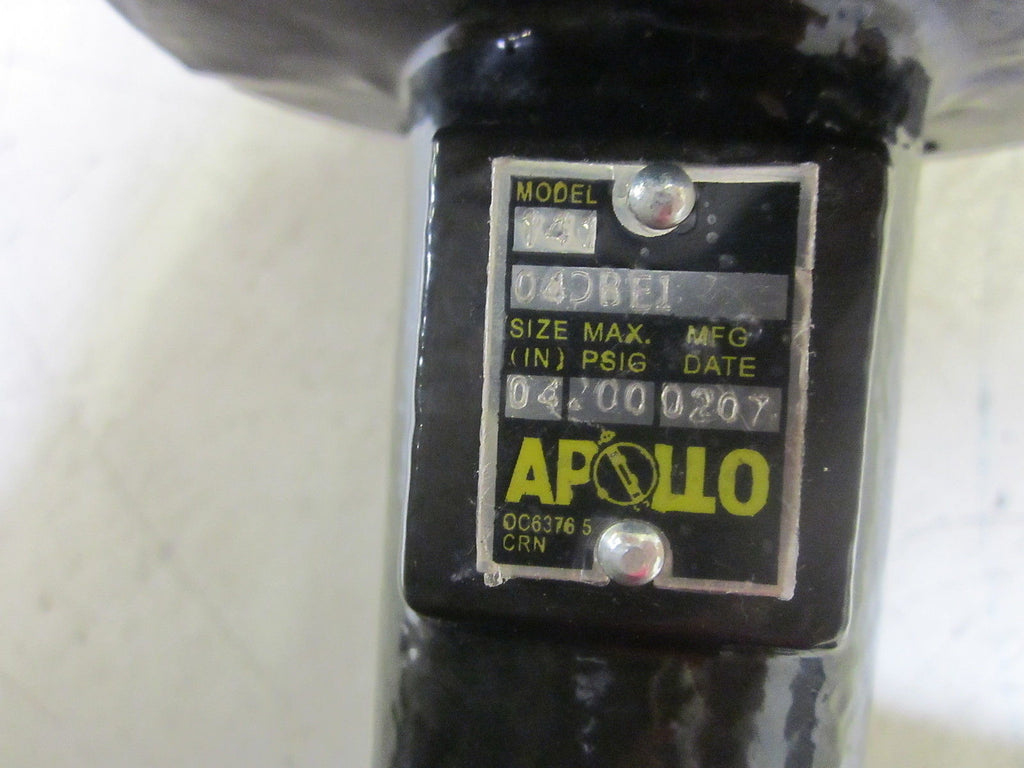 MODEL
141
04DBE1
SIZE MAX. MFG
(IN) PSIG DATE
04 200 0207
APOLLO
OC6376 5
CRN